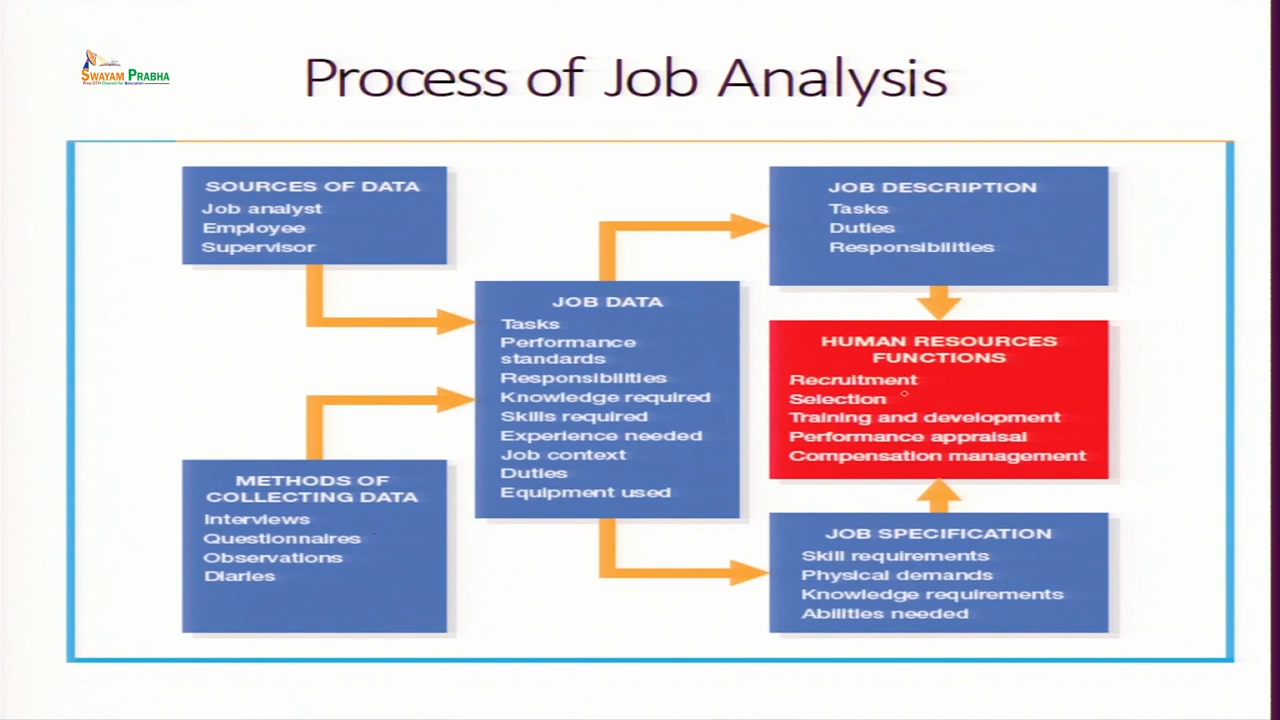 SWAYAM PRABHA
Process of Job Analysis
SOURCES OF DATA
Job analyst
Employee
Supervisor
METHODS OF
COLLECTING DATA
Interviews
Questionnaires
Observations
Diaries
JOB DATA
Tasks
Performance
standards
Responsibilities
Knowledge required
Skills required
Experience needed
Job context
Duties
Equipment used
JOB DESCRIPTION
Tasks
Duties
Responsibilities
HUMAN RESOURCES
FUNCTIONS
Recruitment
Selection
Training and development
Performance appraisal
Compensation management
JOB SPECIFICATION
Skill requirements
Physical demands
Knowledge requirements
Abilities needed